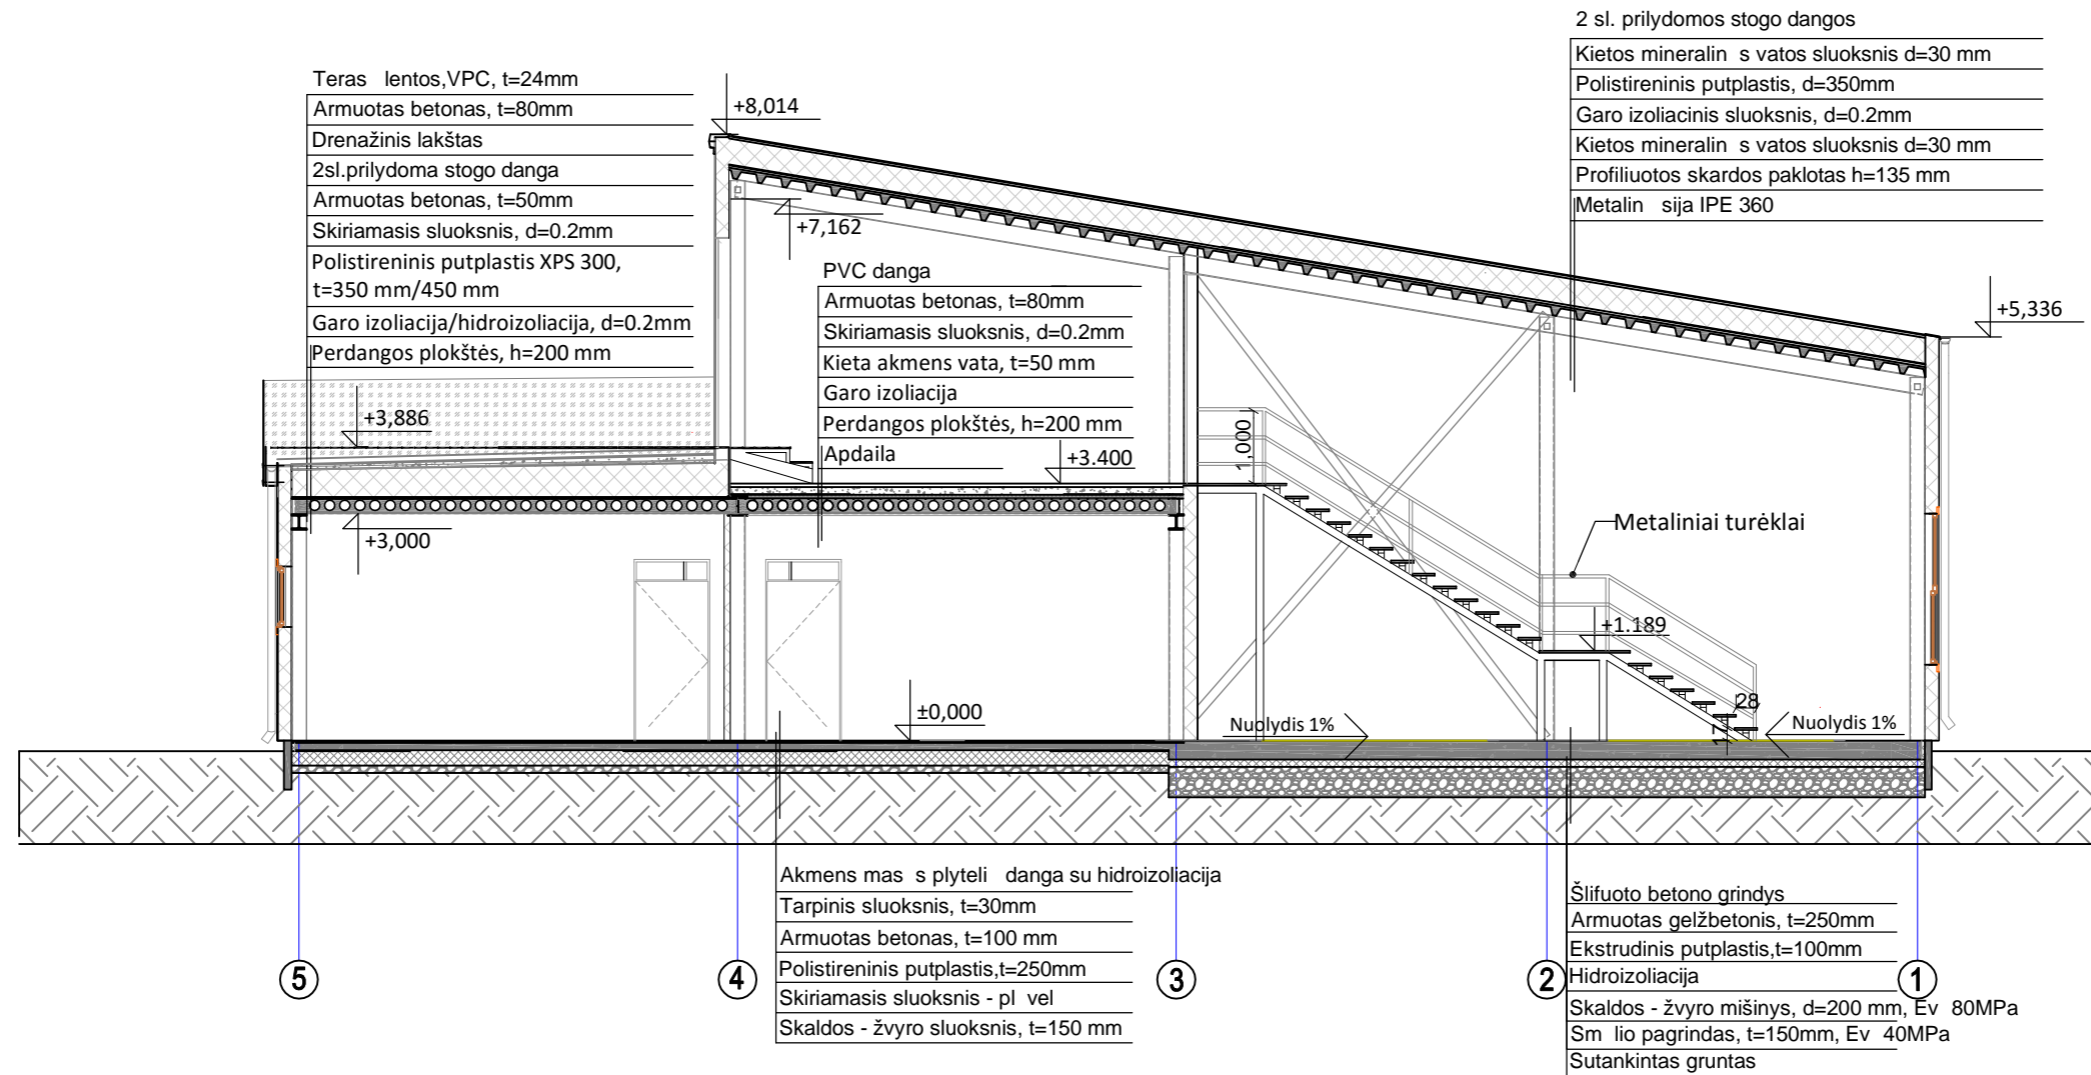 2 sl. prilydomos stogo dangos
Kietos mineralin s vatos sluoksnis d=30 mm
Polistireninis putplastis, d=350mm
Garo izoliacinis sluoksnis, d=0.2mm
Kietos mineralin s vatos sluoksnis d=30 mm
Profiliuotos skardos paklotas h=135 mm
Metalin sija IPE 360
Teras lentos,VPC, t=24mm
Armuotas betonas, t=80mm
Drenažinis lakštas
2sl.prilydoma stogo danga
Armuotas betonas, t=50mm
Skiriamasis sluoksnis, d=0.2mm
Polistireninis putplastis XPS 300,
t=350 mm/450 mm
Garo izoliacija/hidroizoliacija, d=0.2mm
Perdangos plokštės, h=200 mm
+8,014
+7,162
PVC danga
Armuotas betonas, t=80mm
Skiriamasis sluoksnis, d=0.2mm
Kieta akmens vata, t=50 mm
Garo izoliacija
Perdangos plokštės, h=200 mm
Apdaila
+5,336
+3,886
+3.400
1,000
+3,000
Metaliniai turėklai
+1.189
±0,000
Nuolydis 1%
28
Nuolydis 1%
Akmens mas s plyteli danga su hidroizoliacija
Tarpinis sluoksnis, t=30mm
Armuotas betonas, t=100 mm
Polistireninis putplastis,t=250mm
Skiriamasis sluoksnis - pl vel
Skaldos - žvyro sluoksnis, t=150 mm
Šlifuoto betono grindys
Armuotas gelžbetonis, t=250mm
Ekstrudinis putplastis,t=100mm
Hidroizoliacija
Skaldos - žvyro mišinys, d=200 mm, Ev 80MPa
Sm lio pagrindas, t=150mm, Ev 40MPa
Sutankintas gruntas
5
4
3
2
1